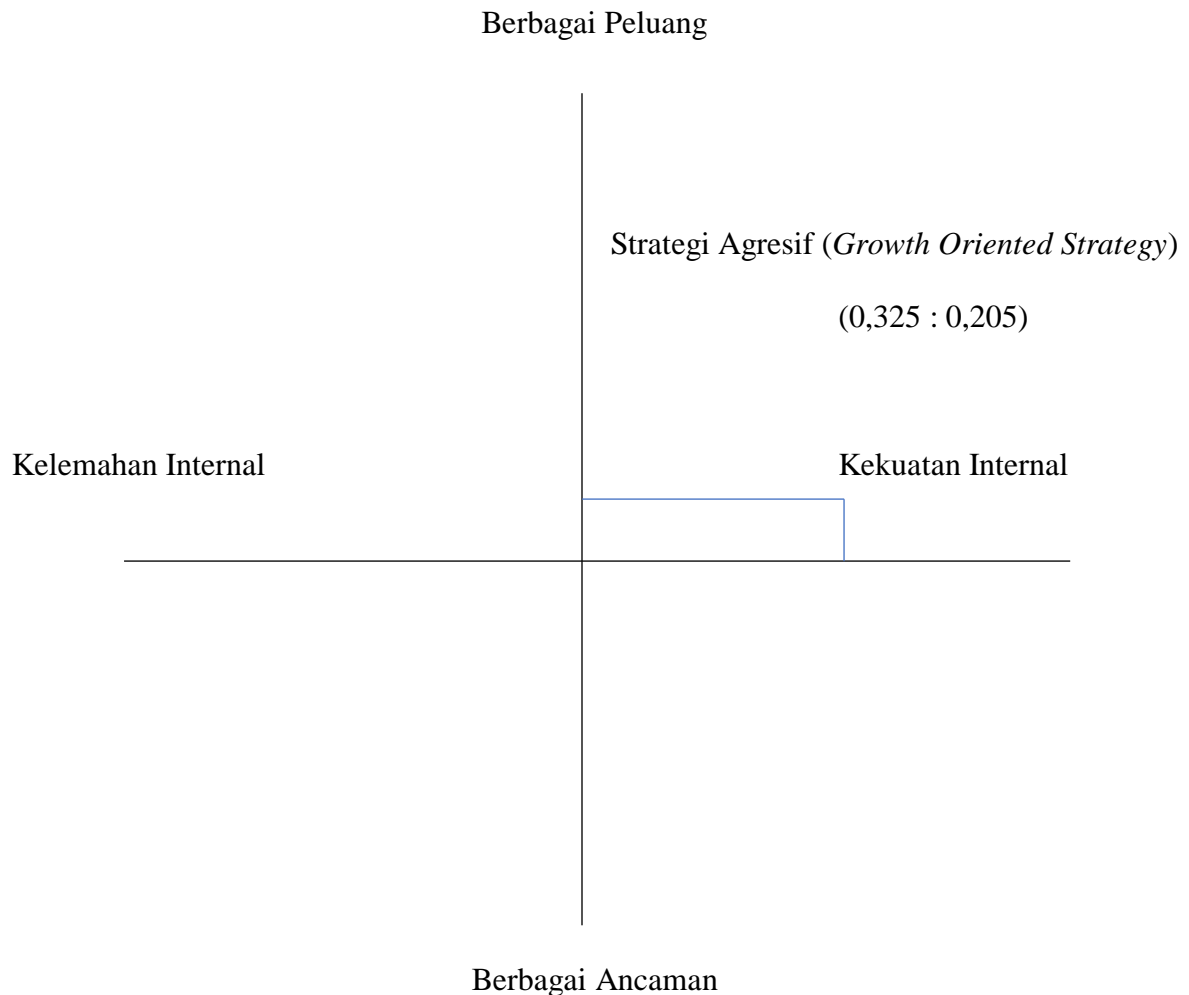 Berbagai Peluang
Strategi Agresif (Growth Oriented Strategy)
(0,325 : 0,205)
Kelemahan Internal
Kekuatan Internal
Berbagai Ancaman